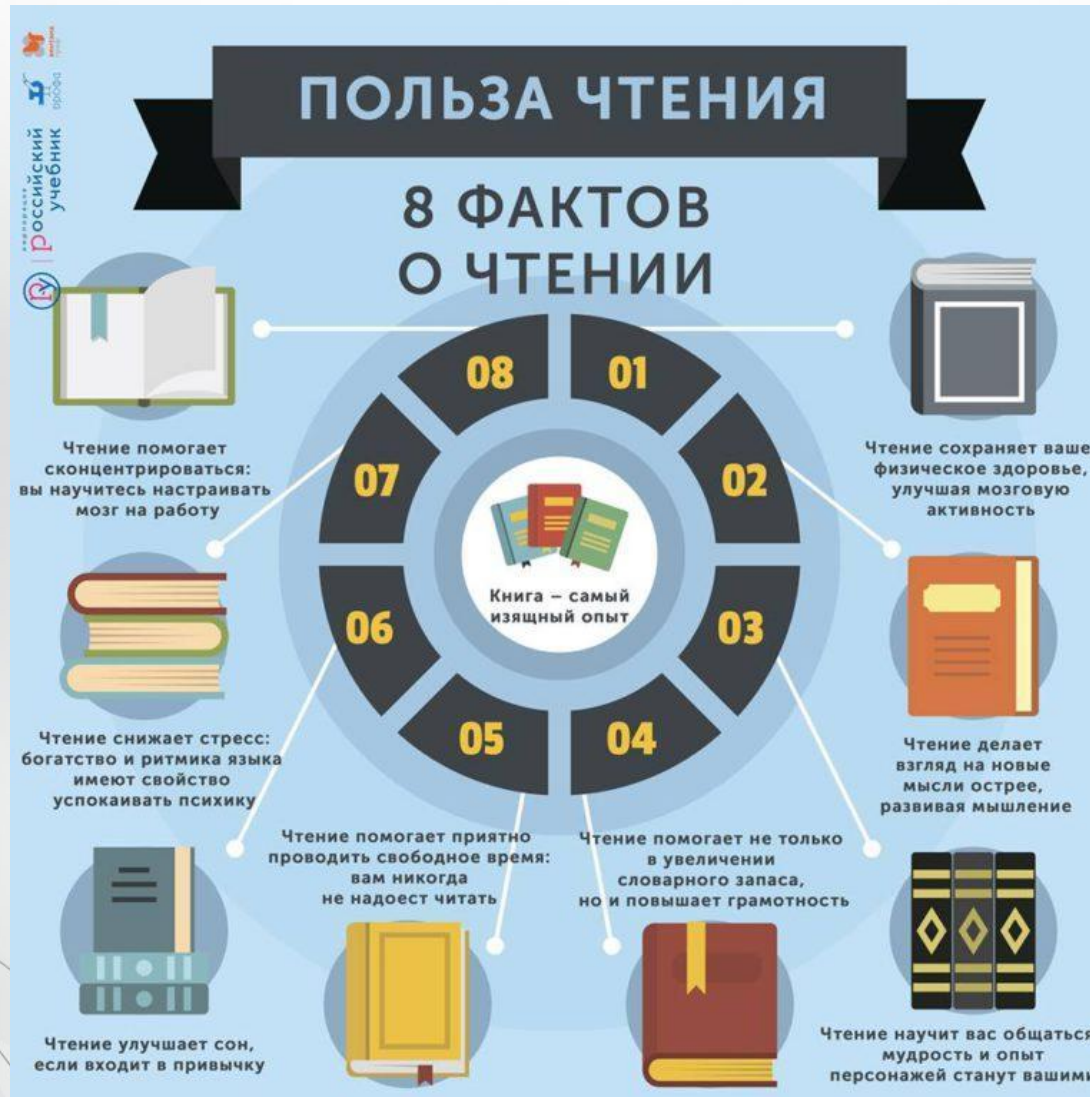 корпорация
российский
учебник
дрофа
вентана
граф
ПОЛЬЗА ЧТЕНИЯ
8 ФАКТОВ
О ЧТЕНИИ
01
Чтение сохраняет ваше
физическое здоровье,
улучшая мозговую
активность
02
Чтение делает
взгляд на новые
мысли острее,
развивая мышление
03
Чтение научит вас общаться
мудрость и опыт
персонажей станут вашими
04
Чтение помогает не только
в увеличении
словарного запаса,
но и повышает грамотность
05
Чтение помогает приятно
проводить свободное время:
вам никогда
не надоест читать
06
Чтение улучшает сон,
если входит в привычку
07
Чтение снижает стресс:
богатство и ритмика языка
имеют свойство
успокаивать психику
08
Чтение помогает
сконцентрироваться:
вы научитесь настраивать
мозг на работу
Книга – самый
изящный опыт